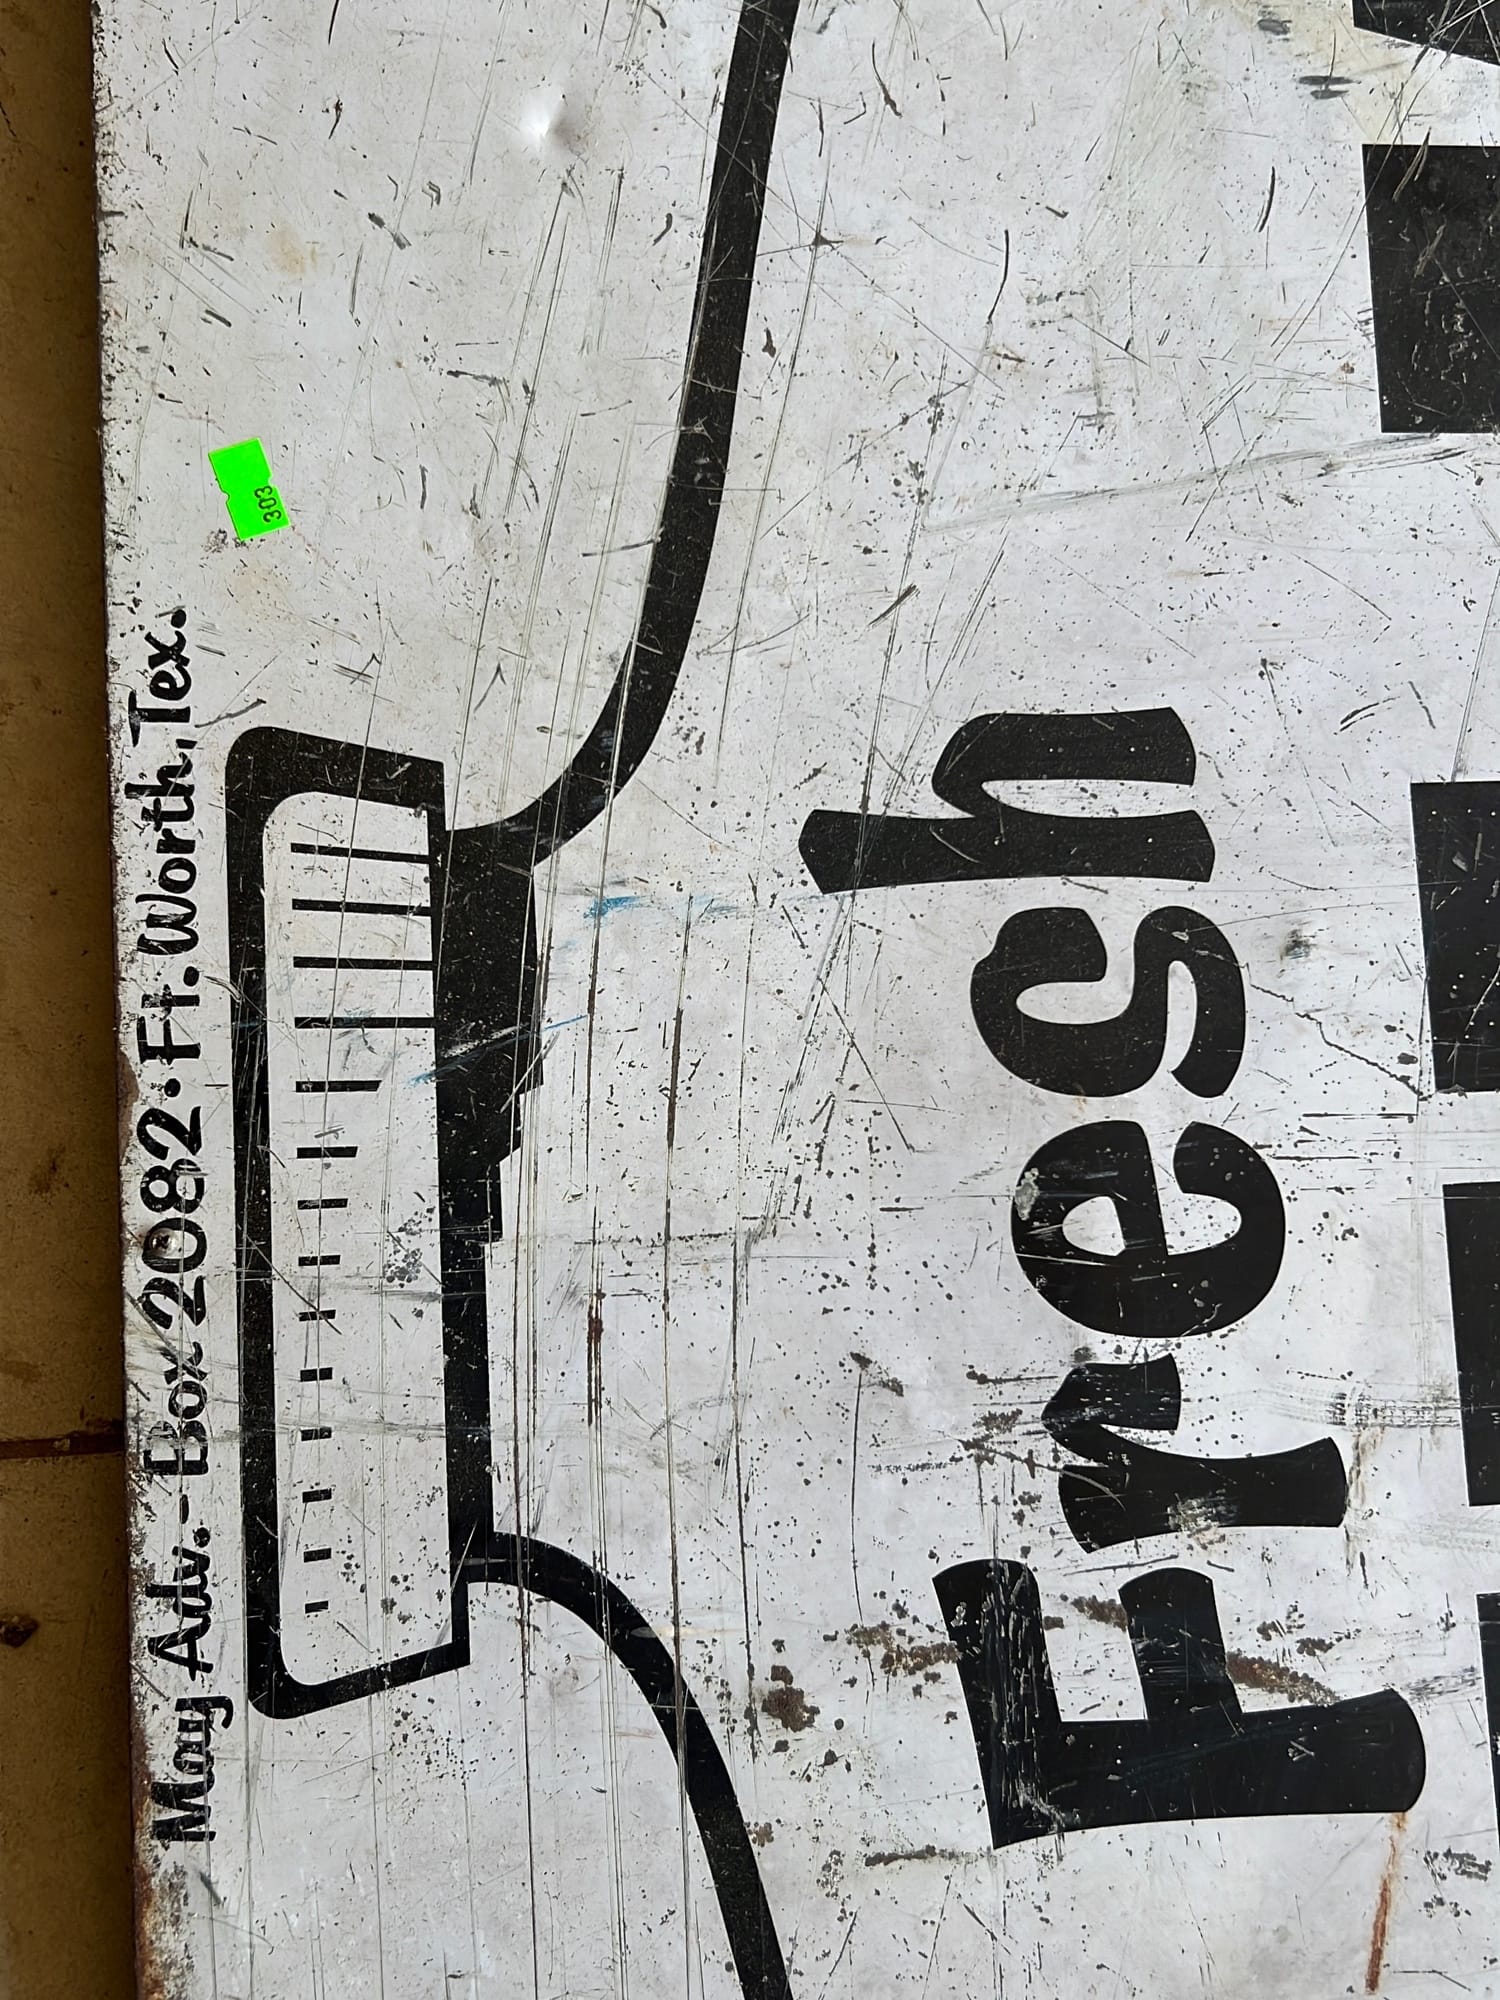 May Adv.-Box 2082•Ft. Worth, Tex.
303
Fresh